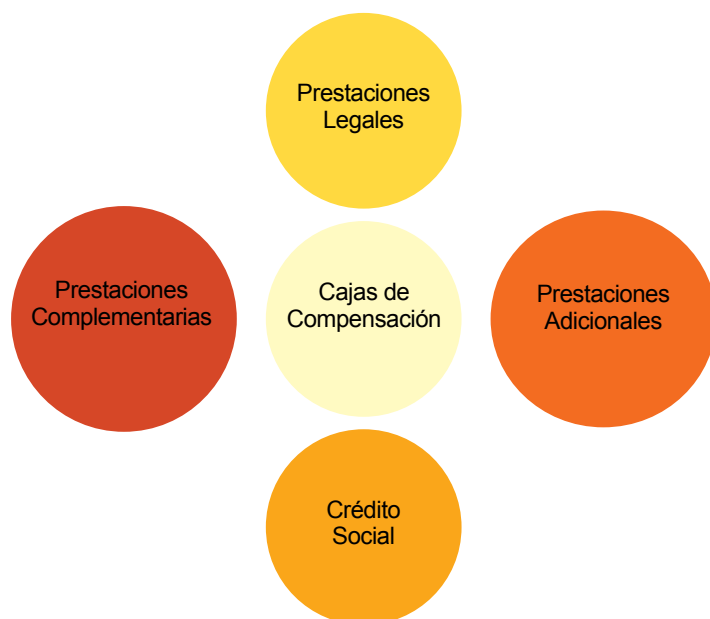 Prestaciones
Legales
Prestaciones
Complementarias
Cajas de
Compensación
Prestaciones
Adicionales
Crédito
Social